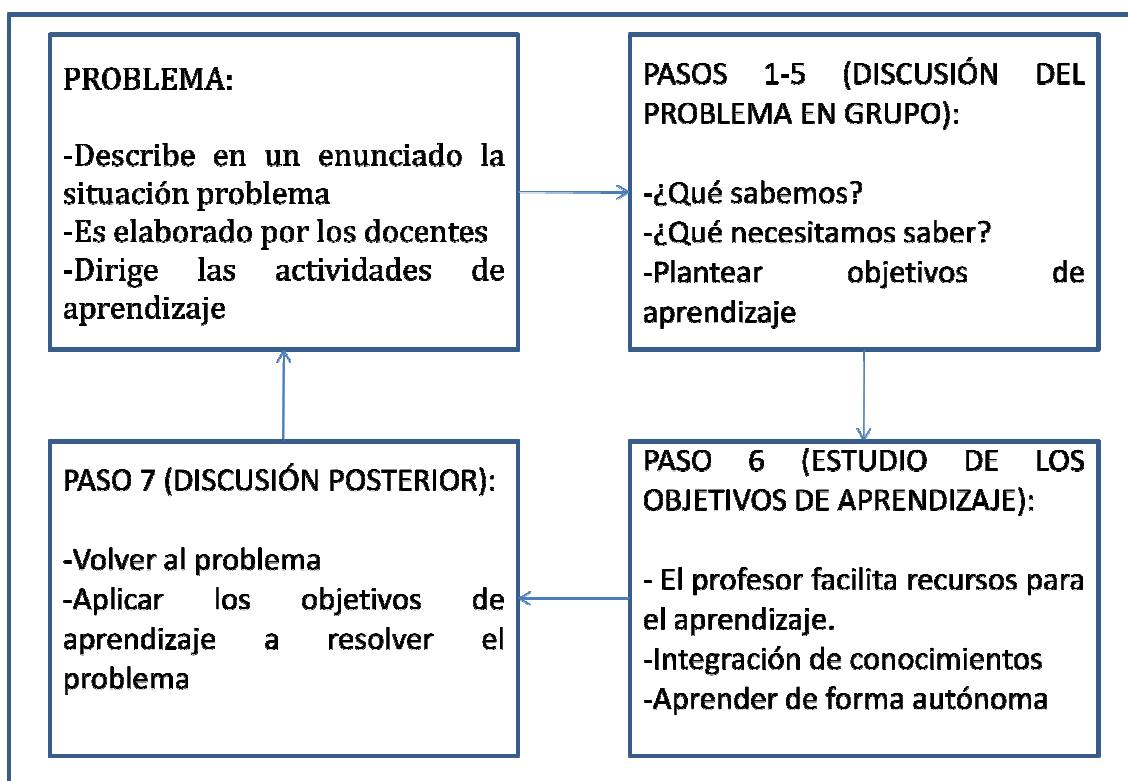 PROBLEMA:
-Describe en un enunciado la
situación problema
-Es elaborado por los docentes
-Dirige las actividades de
aprendizaje
PASOS 1-5 (DISCUSIÓN DEL
PROBLEMA EN GRUPO):
-¿Qué sabemos?
-¿Qué necesitamos saber?
-Plantear objetivos de
aprendizaje
PASO 6 (ESTUDIO DE LOS
OBJETIVOS DE APRENDIZAJE):
- El profesor facilita recursos para
el aprendizaje.
-Integración de conocimientos
-Aprender de forma autónoma
PASO 7 (DISCUSIÓN POSTERIOR):
-Volver al problema
-Aplicar los objetivos de
aprendizaje a resolver el
problema